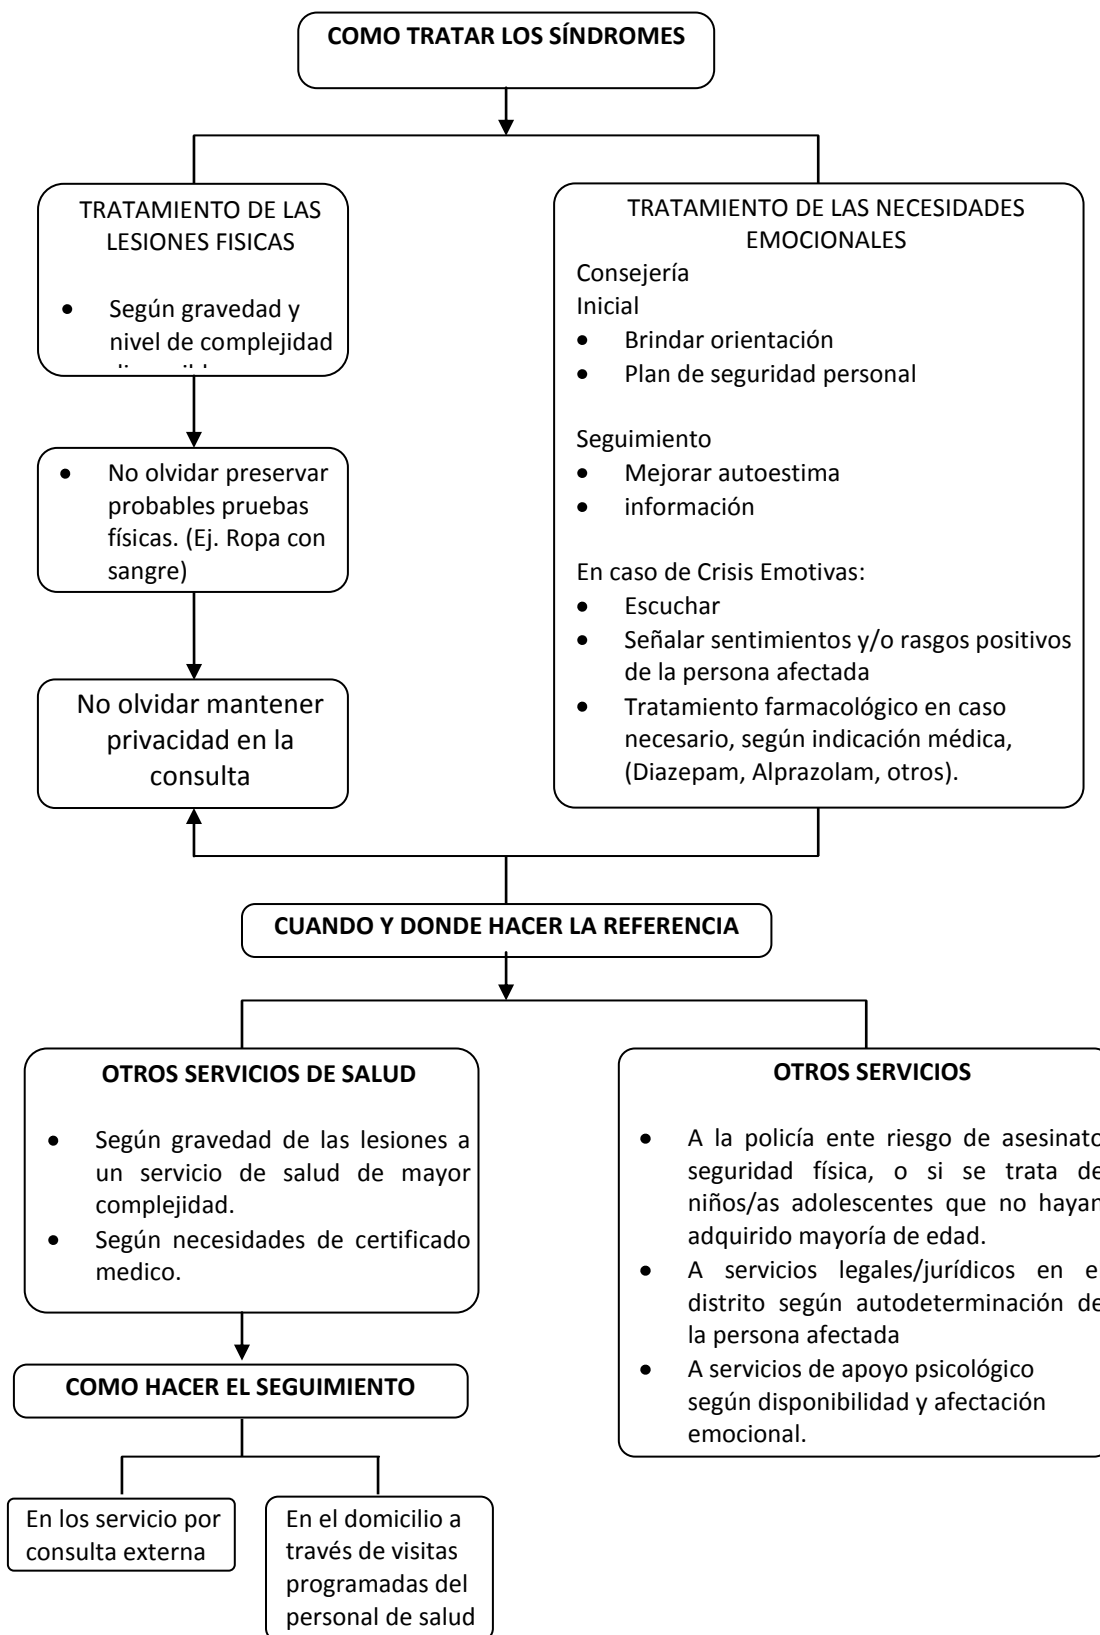 COMO TRATAR LOS SÍNDROMES
TRATAMIENTO DE LAS
LESIONES FISICAS
• Según gravedad y
nivel de complejidad
• No olvidar preservar
probables pruebas
físicas. (Ej. Ropa con
sangre)
No olvidar mantener
privacidad en la
consulta
TRATAMIENTO DE LAS NECESIDADES
EMOCIONALES
Consejería
Inicial
• Brindar orientación
• Plan de seguridad personal
Seguimiento
• Mejorar autoestima
• información
En caso de Crisis Emotivas:
• Escuchar
• Señalar sentimientos y/o rasgos positivos
de la persona afectada
• Tratamiento farmacológico en caso
necesario, según indicación médica,
(Diazepam, Alprazolam, otros).
CUANDO Y DONDE HACER LA REFERENCIA
OTROS SERVICIOS DE SALUD
• Según gravedad de las lesiones a
un servicio de salud de mayor
complejidad.
• Según necesidades de certificado
medico.
OTROS SERVICIOS
• A la policía ente riesgo de asesinato
seguridad física, o si se trata de
niños/as adolescentes que no hayan
adquirido mayoría de edad.
• A servicios legales/jurídicos en e
distrito según autodeterminación de
la persona afectada
• A servicios de apoyo psicológico
según disponibilidad y afectación
emocional.
COMO HACER EL SEGUIMIENTO
En los servicio por
consulta externa
En el domicilio a
través de visitas
programadas del
personal de salud